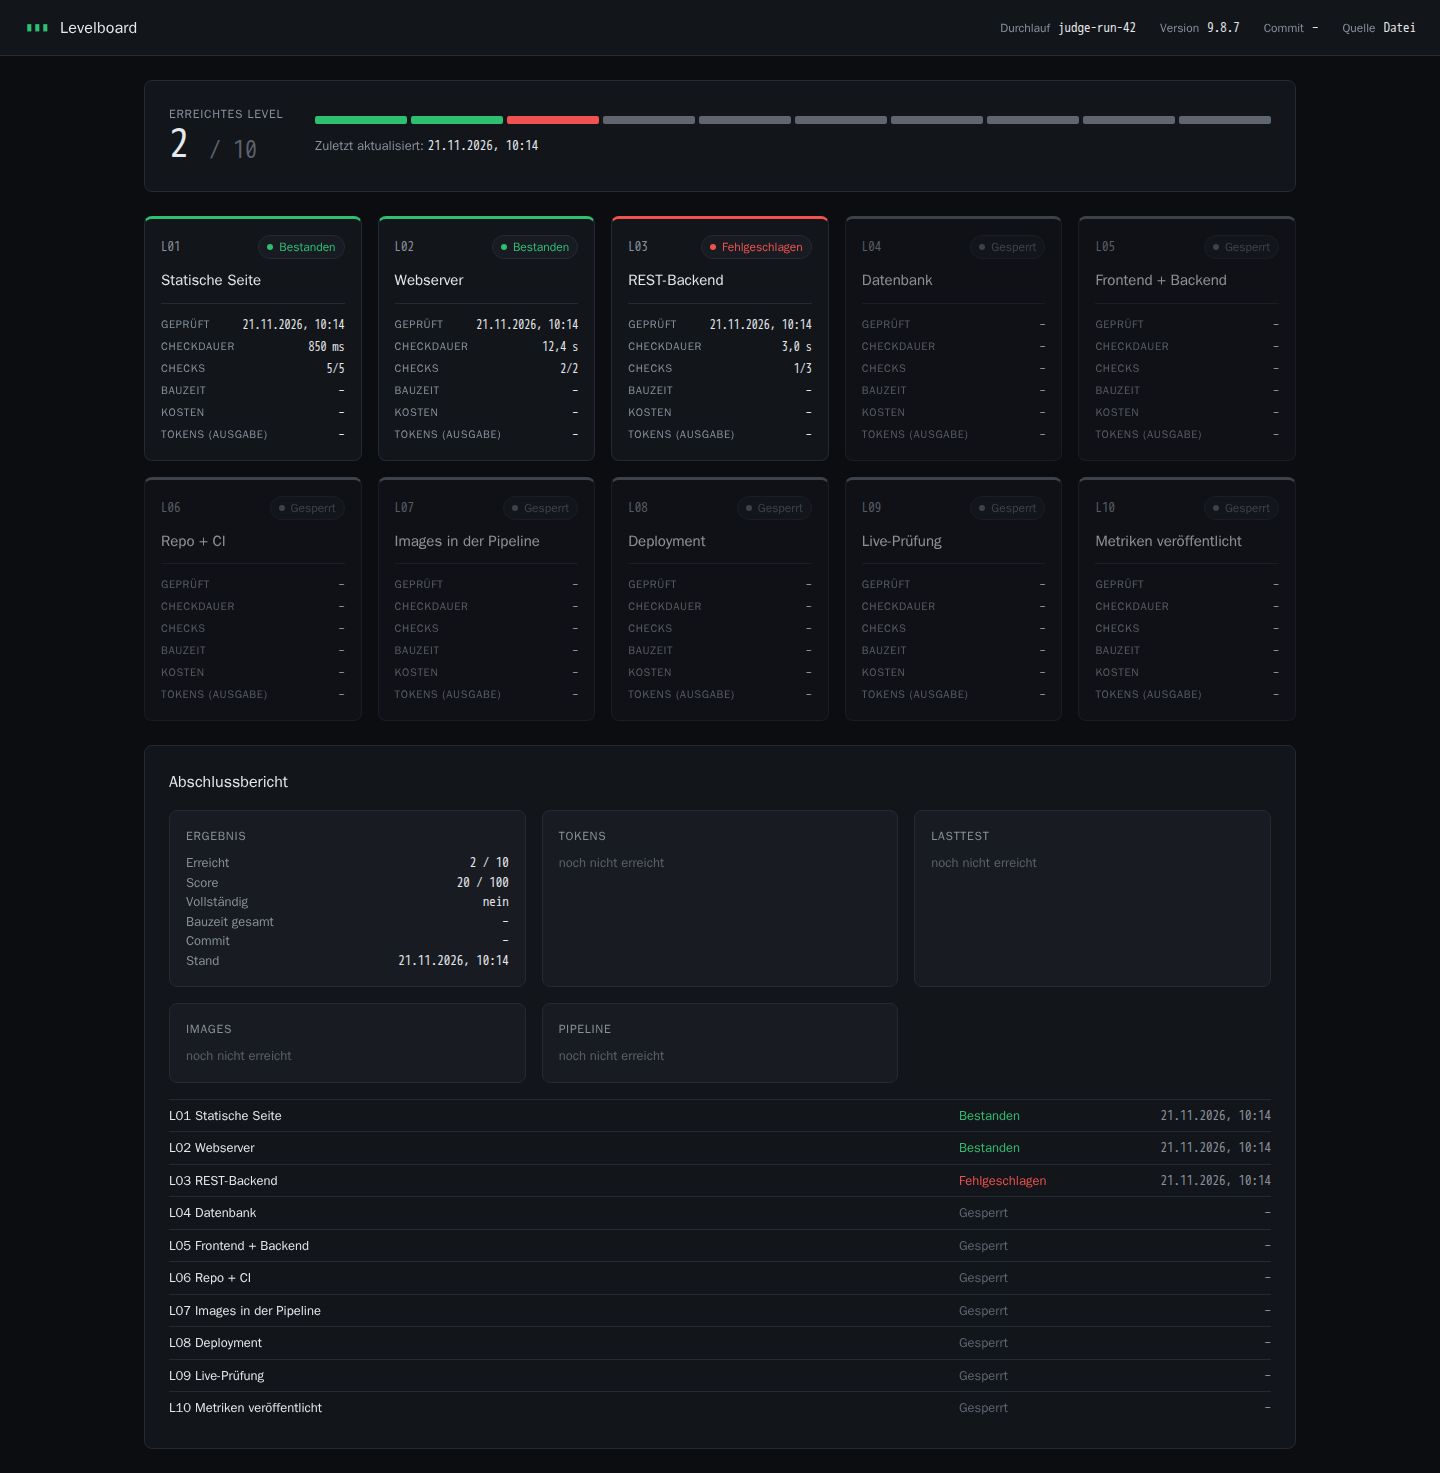 Levelboard
Durchlauf judge-run-42 Version 9.8.7 Commit – Quelle Datei
ERREICHTES LEVEL
2 / 10
Zuletzt aktualisiert: 21.11.2026, 10:14
L01 Bestanden
Statische Seite
GEPRÜFT 21.11.2026, 10:14
CHECKDAUER 850 ms
CHECKS 5/5
BAUZEIT –
KOSTEN –
TOKENS (AUSGABE) –
L02 Bestanden
Webserver
GEPRÜFT 21.11.2026, 10:14
CHECKDAUER 12,4 s
CHECKS 2/2
BAUZEIT –
KOSTEN –
TOKENS (AUSGABE) –
L03 Fehlgeschlagen
REST-Backend
GEPRÜFT 21.11.2026, 10:14
CHECKDAUER 3,0 s
CHECKS 1/3
BAUZEIT –
KOSTEN –
TOKENS (AUSGABE) –
L04 Gesperrt
Datenbank
GEPRÜFT –
CHECKDAUER –
CHECKS –
BAUZEIT –
KOSTEN –
TOKENS (AUSGABE) –
L05 Gesperrt
Frontend + Backend
GEPRÜFT –
CHECKDAUER –
CHECKS –
BAUZEIT –
KOSTEN –
TOKENS (AUSGABE) –
L06 Gesperrt
Repo + CI
GEPRÜFT –
CHECKDAUER –
CHECKS –
BAUZEIT –
KOSTEN –
TOKENS (AUSGABE) –
L07 Gesperrt
Images in der Pipeline
GEPRÜFT –
CHECKDAUER –
CHECKS –
BAUZEIT –
KOSTEN –
TOKENS (AUSGABE) –
L08 Gesperrt
Deployment
GEPRÜFT –
CHECKDAUER –
CHECKS –
BAUZEIT –
KOSTEN –
TOKENS (AUSGABE) –
L09 Gesperrt
Live-Prüfung
GEPRÜFT –
CHECKDAUER –
CHECKS –
BAUZEIT –
KOSTEN –
TOKENS (AUSGABE) –
L10 Gesperrt
Metriken veröffentlicht
GEPRÜFT –
CHECKDAUER –
CHECKS –
BAUZEIT –
KOSTEN –
TOKENS (AUSGABE) –
Abschlussbericht
ERGEBNIS
Erreicht 2 / 10
Score 20 / 100
Vollständig nein
Bauzeit gesamt –
Commit –
Stand 21.11.2026, 10:14
TOKENS
noch nicht erreicht
LASTTEST
noch nicht erreicht
IMAGES
noch nicht erreicht
PIPELINE
noch nicht erreicht
L01 Statische Seite Bestanden 21.11.2026, 10:14
L02 Webserver Bestanden 21.11.2026, 10:14
L03 REST-Backend Fehlgeschlagen 21.11.2026, 10:14
L04 Datenbank Gesperrt –
L05 Frontend + Backend Gesperrt –
L06 Repo + CI Gesperrt –
L07 Images in der Pipeline Gesperrt –
L08 Deployment Gesperrt –
L09 Live-Prüfung Gesperrt –
L10 Metriken veröffentlicht Gesperrt –